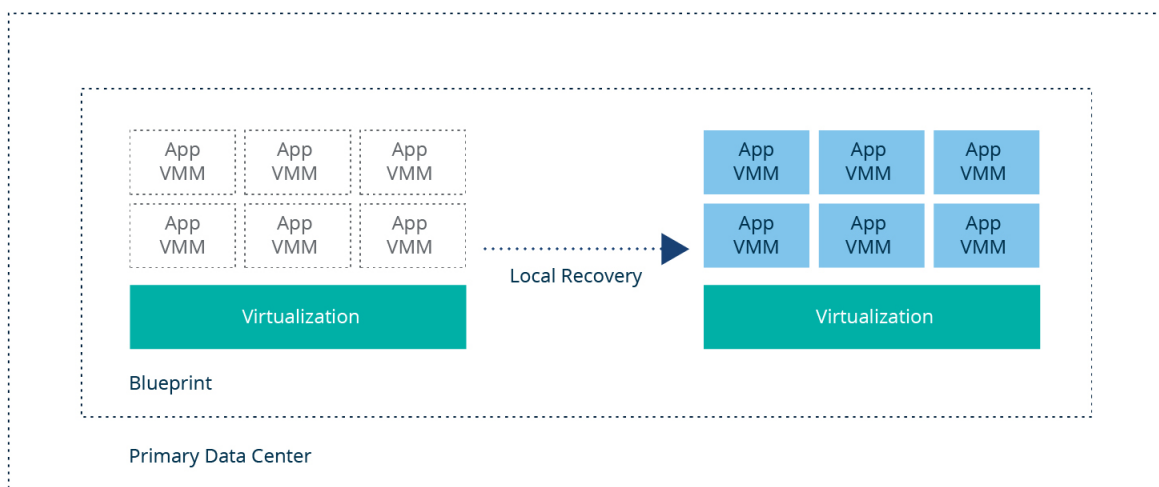 App
VMM
App
VMM
App
VMM
App
VMM
App
VMM
App
VMM
Virtualization
Local Recovery
App
VMM
App
VMM
App
VMM
App
VMM
App
VMM
App
VMM
Virtualization
Blueprint
Primary Data Center